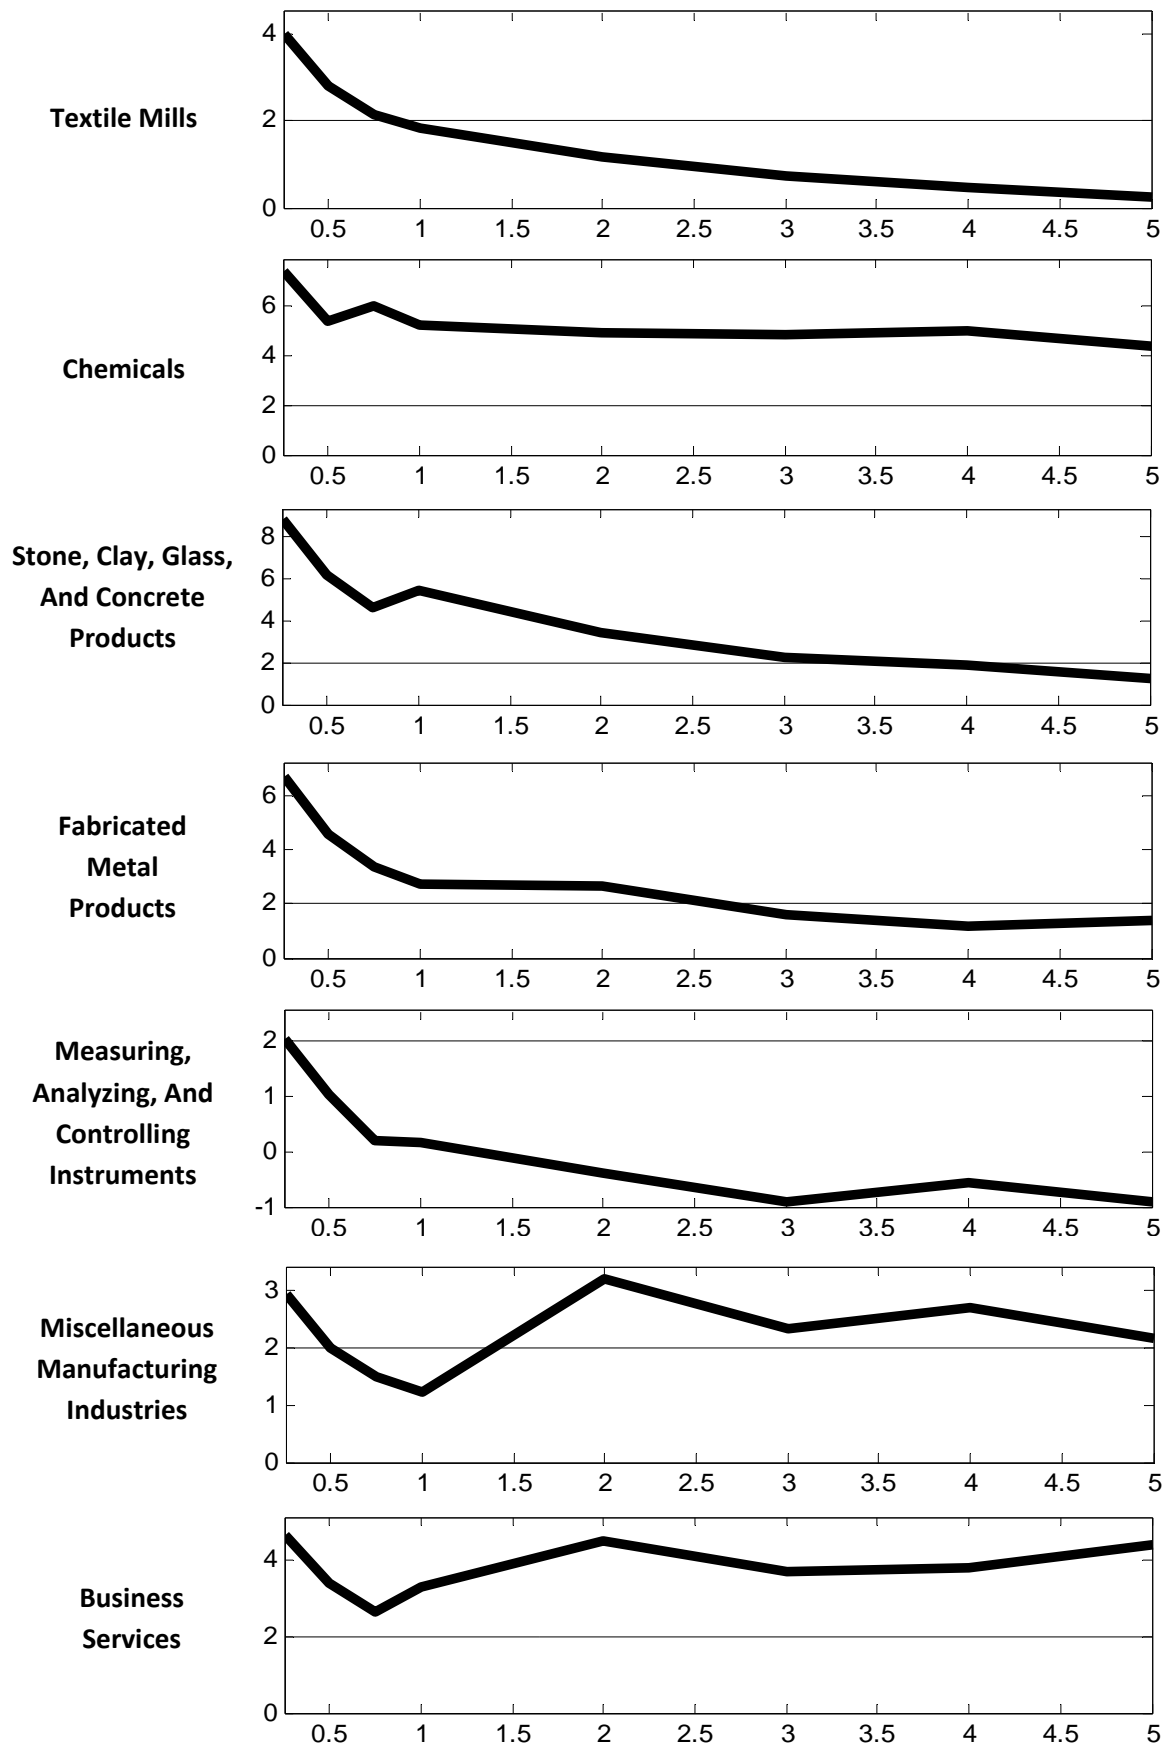 4
2
0
Textile Mills
0.5 1 1.5 2 2.5 3 3.5 4 4.5 5
6
4
2
0
Chemicals
0.5 1 1.5 2 2.5 3 3.5 4 4.5 5
8
6
4
2
0
Stone, Clay, Glass,
And Concrete
Products
0.5 1 1.5 2 2.5 3 3.5 4 4.5 5
6
4
2
0
Fabricated
Metal
Products
0.5 1 1.5 2 2.5 3 3.5 4 4.5 5
2
1
0
-1
Measuring,
Analyzing, And
Controlling
Instruments
0.5 1 1.5 2 2.5 3 3.5 4 4.5 5
3
2
1
0
Miscellaneous
Manufacturing
Industries
0.5 1 1.5 2 2.5 3 3.5 4 4.5 5
4
2
0
Business
Services
0.5 1 1.5 2 2.5 3 3.5 4 4.5 5